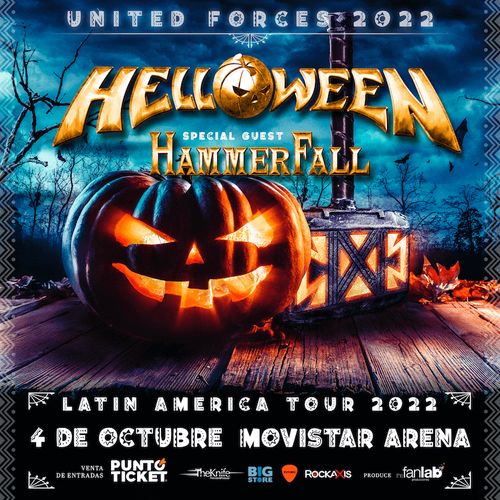 UNITED FORCES 2022
HELLOWEEN
SPECIAL GUEST
HAMMERFALL
LATIN AMERICA TOUR 2022
4 DE OCTUBRE MOVISTAR ARENA
VENTA DE ENTRADAS
PUNTO TICKET
TheKnife
BIG STORE
ROCKAXIS
PRODUCE
fanlab